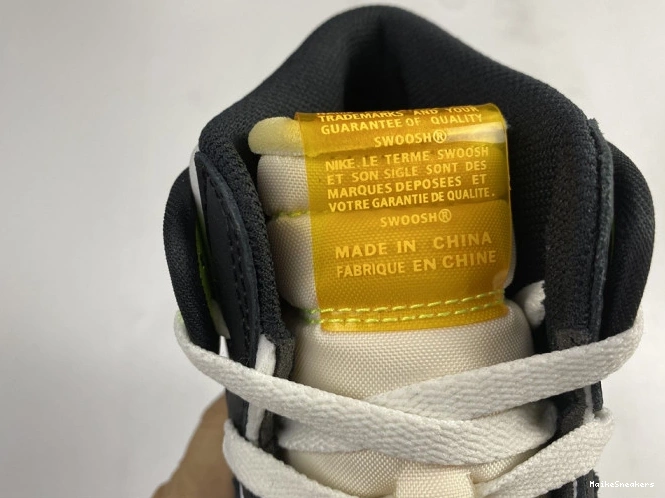 TRADEMARKS AND YOUR
GUARANTEE OF QUALITY
SWOOSH®
NIKE. LE TERME SWOOSH
ET SON SIGLE SONT DES
MARQUES DEPOSEES ET
VOTRE GARANTIE DE QUALITE.
SWOOSH®
MADE IN CHINA
FABRIQUE EN CHINE
MaikeSneakers